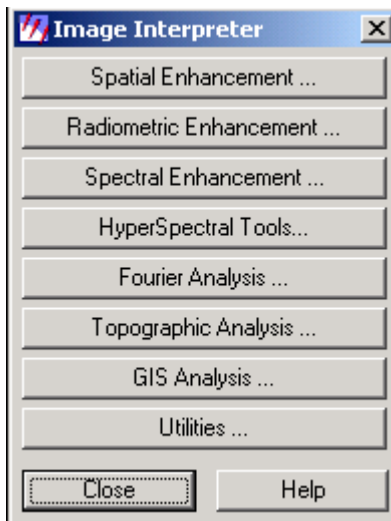 Image Interpreter
Spatial Enhancement ...
Radiometric Enhancement ...
Spectral Enhancement ...
HyperSpectral Tools...
Fourier Analysis ...
Topographic Analysis ...
GIS Analysis ...
Utilities ...
Close Help